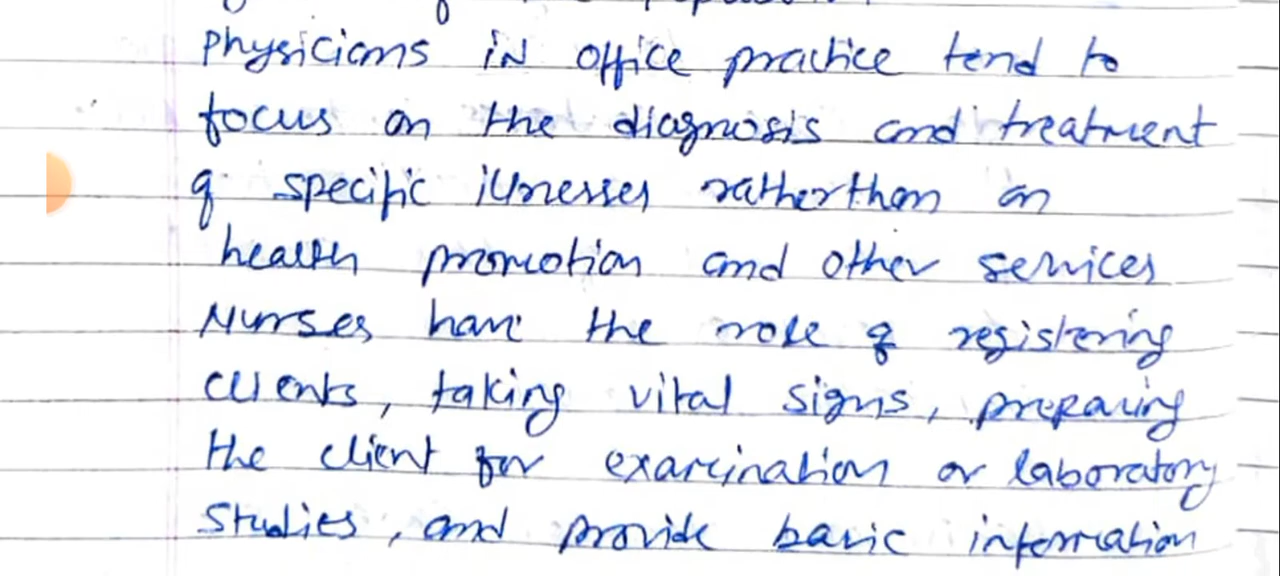 Physicians in office practice tend to
focus on the diagnosis and treatment
of specific illnesses rather than on
health promotion and other services
Nurses have the role of registering
clients, taking vital signs, preparing
the client for examination or laboratory
studies, and provide basic information